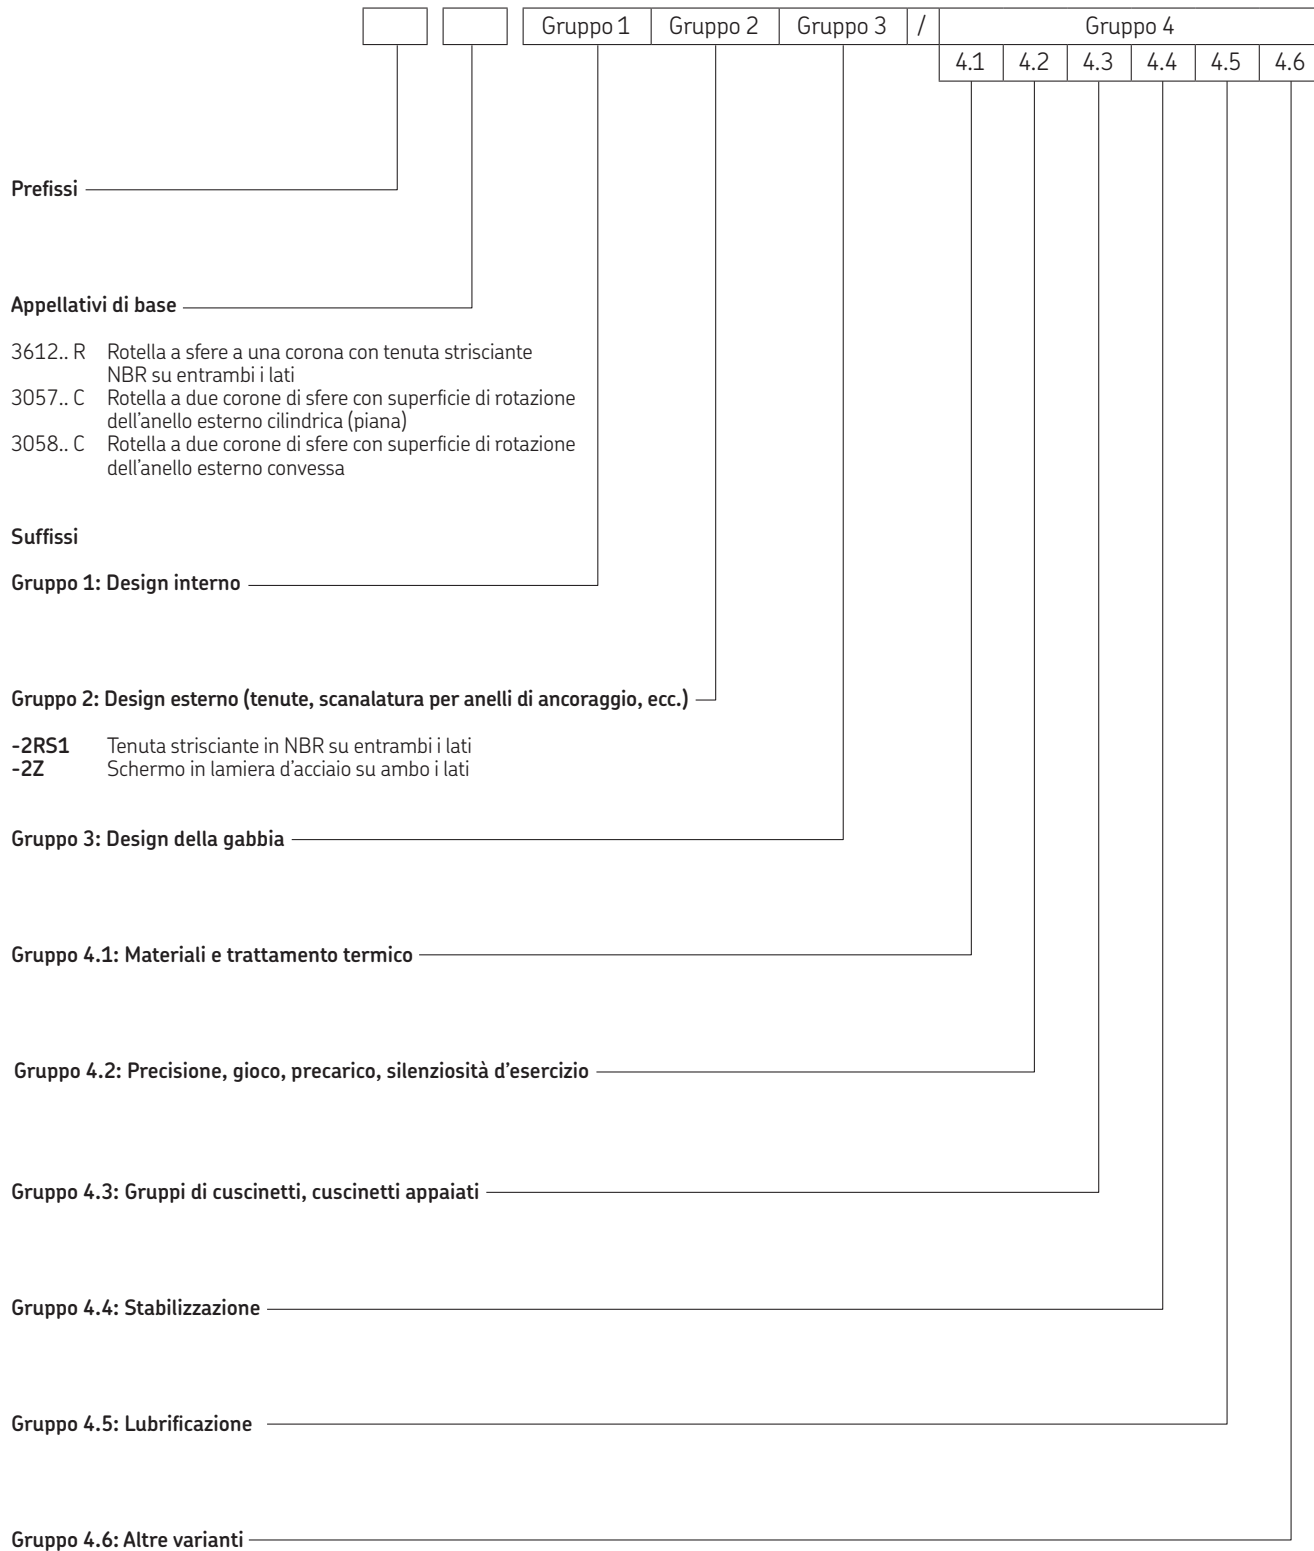 Gruppo 1 Gruppo 2 Gruppo 3 / Gruppo 4
4.1 4.2 4.3 4.4 4.5 4.6
Prefissi
Appellativi di base
3612.. R Rotella a sfere a una corona con tenuta strisciante
NBR su entrambi i lati
3057.. C Rotella a due corone di sfere con superficie di rotazione
dell'anello esterno cilindrica (piana)
3058.. C Rotella a due corone di sfere con superficie di rotazione
dell'anello esterno convessa
Suffissi
Gruppo 1: Design interno
Gruppo 2: Design esterno (tenute, scanalatura per anelli di ancoraggio, ecc.)
-2RS1 Tenuta strisciante in NBR su entrambi i lati
-2Z Schermo in lamiera d'acciaio su ambo i lati
Gruppo 3: Design della gabbia
Gruppo 4.1: Materiali e trattamento termico
Gruppo 4.2: Precisione, gioco, precarico, silenziosità d'esercizio
Gruppo 4.3: Gruppi di cuscinetti, cuscinetti appaiati
Gruppo 4.4: Stabilizzazione
Gruppo 4.5: Lubrificazione
Gruppo 4.6: Altre varianti